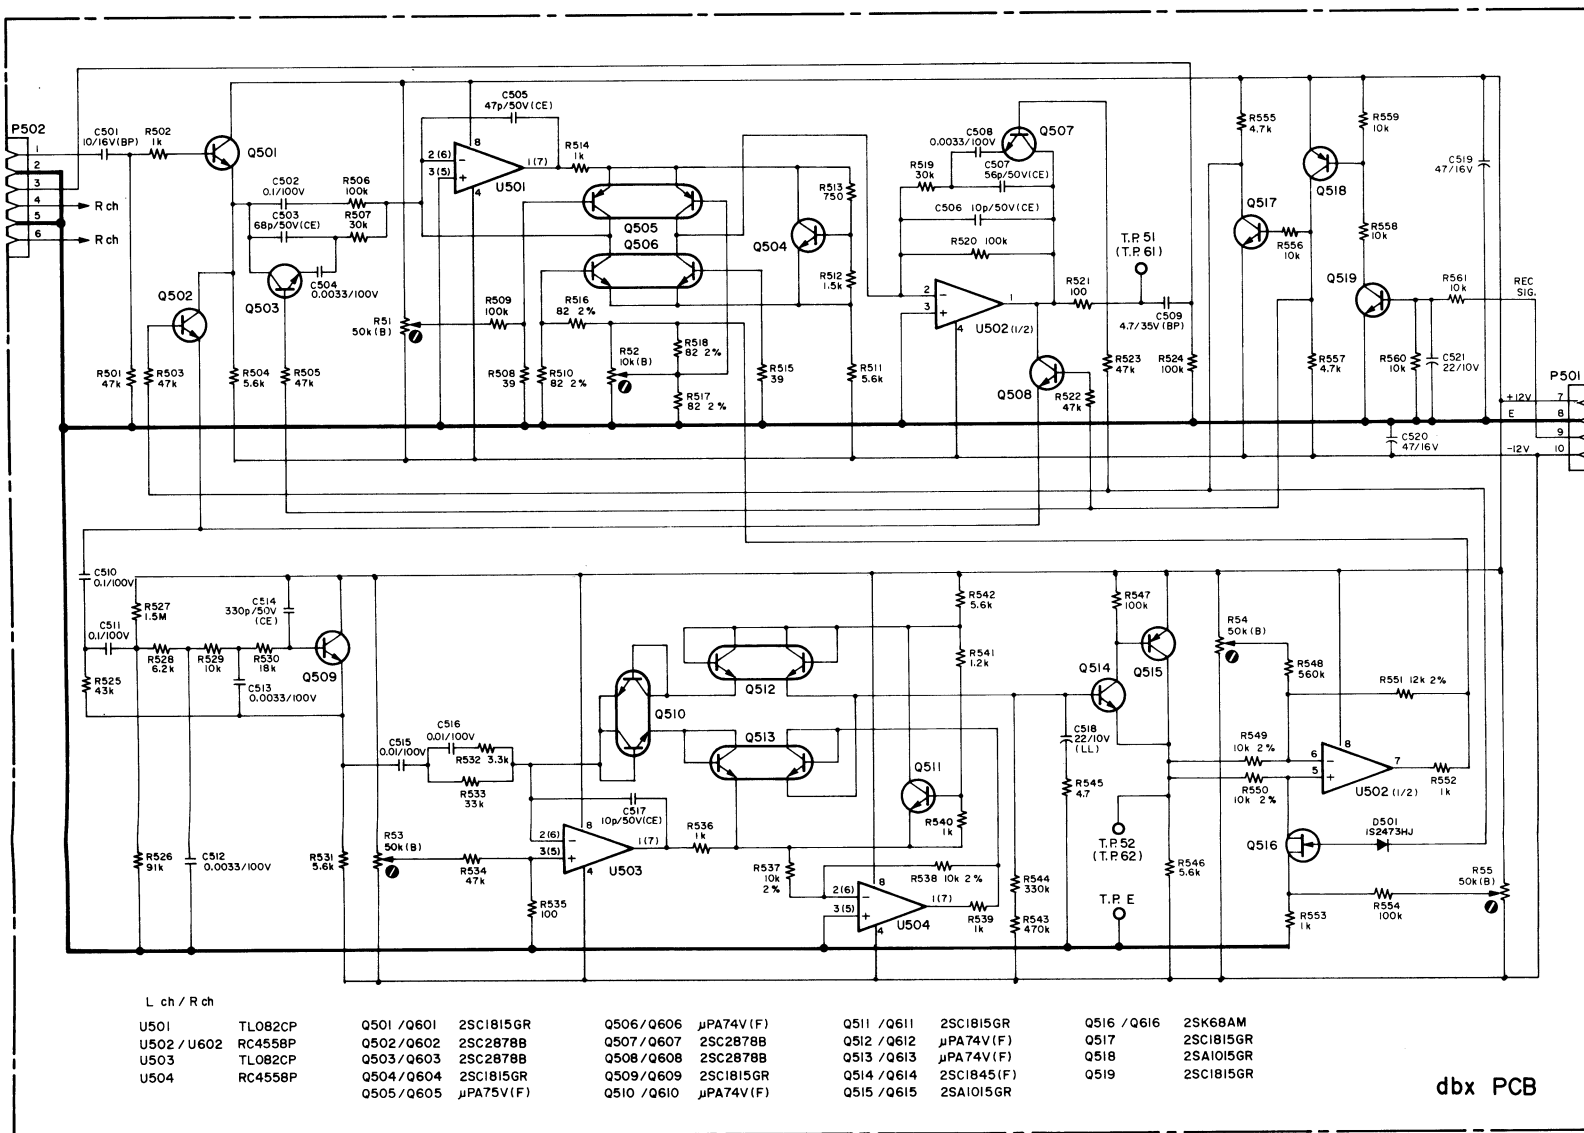 P502
1
2
3
4
5
6
R ch
R ch
C501
10/16V(BP)
R502
1k
Q501
C502
0.1/100V
R506
100k
C503
68p/50V(CE)
R507
30k
C504
0.0033/100V
Q503
Q502
R501
47k
R503
47k
R504
5.6k
R505
47k
C505
47p/50V(CE)
8
2(6)
3(5)
1(7)
4
U501
R514
1k
Q505
Q506
R513
750
Q504
R512
1.5k
R51
50k(B)
R509
100k
R516
82 2%
R52
10k(B)
R518
82 2%
R508
39
R510
82 2%
R517
82 2%
R515
39
R511
5.6k
C508
0.0033/100V
Q507
R519
30k
C507
56p/50V(CE)
C506 10p/50V(CE)
R520 100k
2
3
1
4
U502(1/2)
R521
100
T.P. 51
(T.P. 61)
C509
4.7/35V(BP)
Q508
R522
47k
R523
47k
R524
100k
R555
4.7k
R559
10k
Q518
C519
47/16V
Q517
R556
10k
R558
10k
Q519
R561
10k
REC
SIG.
R557
4.7k
R560
10k
C521
22/10V
P501
+12V
7
E
8
9
-12V
10
C520
47/16V
C510
0.1/100V
R527
1.5M
C511
0.1/100V
C514
330p/50V
(CE)
R528
6.2k
R529
10k
R530
18k
Q509
R525
43k
C513
0.0033/100V
R526
91k
C512
0.0033/100V
R531
5.6k
R53
50k(B)
C515
0.01/100V
C516
0.01/100V
R532 3.3k
R533
33k
R534
47k
R535
100
C517
10p/50V(CE)
8
2(6)
3(5)
1(7)
4
U503
R536
1k
Q510
Q512
Q513
R542
5.6k
R541
1.2k
Q511
R540
1k
R537
10k
2%
R538 10k 2%
8
2(6)
3(5)
1(7)
4
U504
R539
1k
R544
330k
R543
470k
R547
100k
Q514
Q515
C518
22/10V
(LL)
R545
4.7
T.P. 52
(T.P. 62)
T.P. E
R546
5.6k
R54
50k(B)
R548
560k
R551 12k 2%
R549
10k 2%
R550
10k 2%
8
6
5
7
U502(1/2)
R552
1k
Q516
D501
1S2473HJ
R55
50k(B)
R553
1k
R554
100k
L ch / R ch
U501 TL082CP
U502 / U602 RC4558P
U503 TL082CP
U504 RC4558P
Q501 /Q601 2SC1815GR
Q502/Q602 2SC2878B
Q503/Q603 2SC2878B
Q504/Q604 2SC1815GR
Q505/Q605 μPA75V(F)
Q506/Q606 μPA74V(F)
Q507/Q607 2SC2878B
Q508/Q608 2SC2878B
Q509/Q609 2SC1815GR
Q510 /Q610 μPA74V(F)
Q511 /Q611 2SC1815GR
Q512 /Q612 μPA74V(F)
Q513 /Q613 μPA74V(F)
Q514 /Q614 2SC1845(F)
Q515 /Q615 2SA1015GR
Q516 /Q616 2SK68AM
Q517 2SC1815GR
Q518 2SA1015GR
Q519 2SC1815GR
dbx PCB